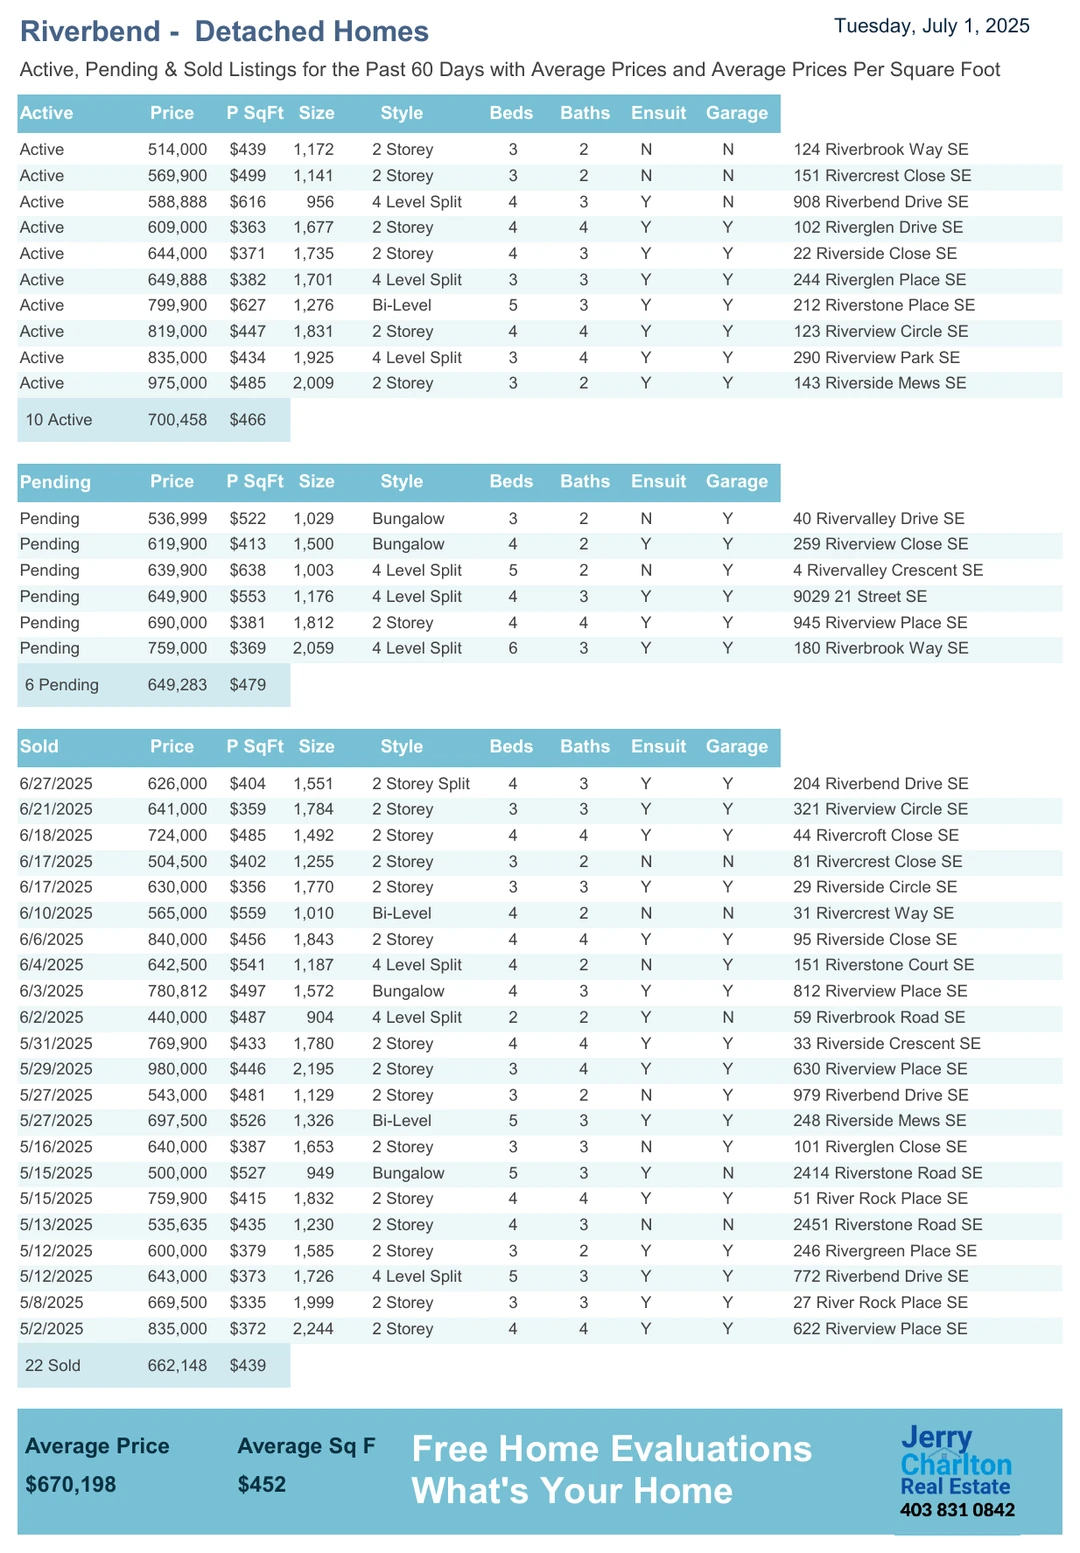 Riverbend -  Detached Homes
Tuesday, July 1, 2025
Active, Pending & Sold Listings for the Past 60 Days with Average Prices and Average Prices Per Square Foot
Active Price P SqFt Size Style Beds Baths Ensuit Garage
Active 514,000 $439 1,172 2 Storey 3 2 N N 124 Riverbrook Way SE
Active 569,900 $499 1,141 2 Storey 3 2 N N 151 Rivercrest Close SE
Active 588,888 $616 956 4 Level Split 4 3 Y N 908 Riverbend Drive SE
Active 609,000 $363 1,677 2 Storey 4 4 Y Y 102 Riverglen Drive SE
Active 644,000 $371 1,735 2 Storey 4 3 Y Y 22 Riverside Close SE
Active 649,888 $382 1,701 4 Level Split 3 3 Y Y 244 Riverglen Place SE
Active 799,900 $627 1,276 Bi-Level 5 3 Y Y 212 Riverstone Place SE
Active 819,000 $447 1,831 2 Storey 4 4 Y Y 123 Riverview Circle SE
Active 835,000 $434 1,925 4 Level Split 3 4 Y Y 290 Riverview Park SE
Active 975,000 $485 2,009 2 Storey 3 2 Y Y 143 Riverside Mews SE
10 Active 700,458 $466
Pending Price P SqFt Size Style Beds Baths Ensuit Garage
Pending 536,999 $522 1,029 Bungalow 3 2 N Y 40 Rivervalley Drive SE
Pending 619,900 $413 1,500 Bungalow 4 2 Y Y 259 Riverview Close SE
Pending 639,900 $638 1,003 4 Level Split 5 2 N Y 4 Rivervalley Crescent SE
Pending 649,900 $553 1,176 4 Level Split 4 3 Y Y 9029 21 Street SE
Pending 690,000 $381 1,812 2 Storey 4 4 Y Y 945 Riverview Place SE
Pending 759,000 $369 2,059 4 Level Split 6 3 Y Y 180 Riverbrook Way SE
6 Pending 649,283 $479
Sold Price P SqFt Size Style Beds Baths Ensuit Garage
6/27/2025 626,000 $404 1,551 2 Storey Split 4 3 Y Y 204 Riverbend Drive SE
6/21/2025 641,000 $359 1,784 2 Storey 3 3 Y Y 321 Riverview Circle SE
6/18/2025 724,000 $485 1,492 2 Storey 4 4 Y Y 44 Rivercroft Close SE
6/17/2025 504,500 $402 1,255 2 Storey 3 2 N N 81 Rivercrest Close SE
6/17/2025 630,000 $356 1,770 2 Storey 3 3 Y Y 29 Riverside Circle SE
6/10/2025 565,000 $559 1,010 Bi-Level 4 2 N N 31 Rivercrest Way SE
6/6/2025 840,000 $456 1,843 2 Storey 4 4 Y Y 95 Riverside Close SE
6/4/2025 642,500 $541 1,187 4 Level Split 4 2 N Y 151 Riverstone Court SE
6/3/2025 780,812 $497 1,572 Bungalow 4 3 Y Y 812 Riverview Place SE
6/2/2025 440,000 $487 904 4 Level Split 2 2 Y N 59 Riverbrook Road SE
5/31/2025 769,900 $433 1,780 2 Storey 4 4 Y Y 33 Riverside Crescent SE
5/29/2025 980,000 $446 2,195 2 Storey 3 4 Y Y 630 Riverview Place SE
5/27/2025 543,000 $481 1,129 2 Storey 3 2 N Y 979 Riverbend Drive SE
5/27/2025 697,500 $526 1,326 Bi-Level 5 3 Y Y 248 Riverside Mews SE
5/16/2025 640,000 $387 1,653 2 Storey 3 3 N Y 101 Riverglen Close SE
5/15/2025 500,000 $527 949 Bungalow 5 3 Y N 2414 Riverstone Road SE
5/15/2025 759,900 $415 1,832 2 Storey 4 4 Y Y 51 River Rock Place SE
5/13/2025 535,635 $435 1,230 2 Storey 4 3 N N 2451 Riverstone Road SE
5/12/2025 600,000 $379 1,585 2 Storey 3 2 Y Y 246 Rivergreen Place SE
5/12/2025 643,000 $373 1,726 4 Level Split 5 3 Y Y 772 Riverbend Drive SE
5/8/2025 669,500 $335 1,999 2 Storey 3 3 Y Y 27 River Rock Place SE
5/2/2025 835,000 $372 2,244 2 Storey 4 4 Y Y 622 Riverview Place SE
22 Sold 662,148 $439
Average Price Average Sq F
$670,198 $452
Free Home Evaluations
What's Your Home
Jerry
Charlton
Real Estate
403 831 0842